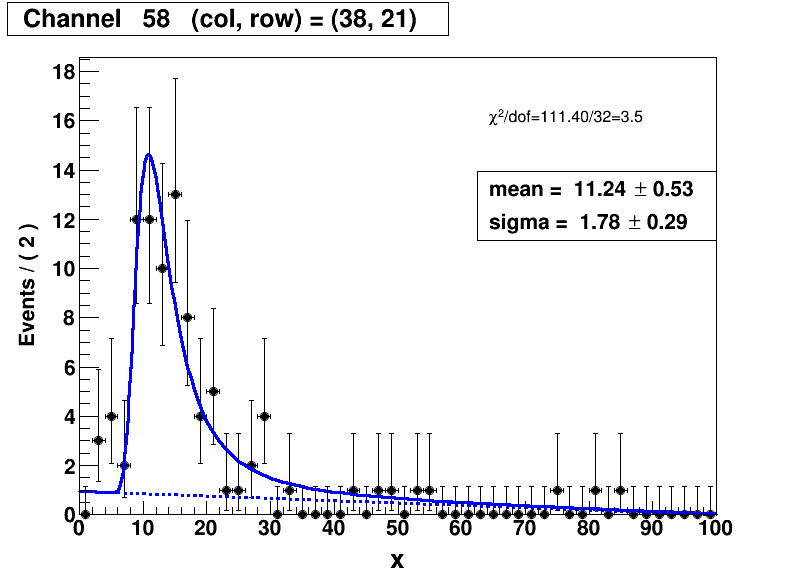 Channel 58 (col, row) = (38, 21)
χ²/dof=111.40/32=3.5
mean = 11.24 ± 0.53
sigma = 1.78 ± 0.29
Events / ( 2 )
18
16
14
12
10
8
6
4
2
0
0 10 20 30 40 50 60 70 80 90 100
x